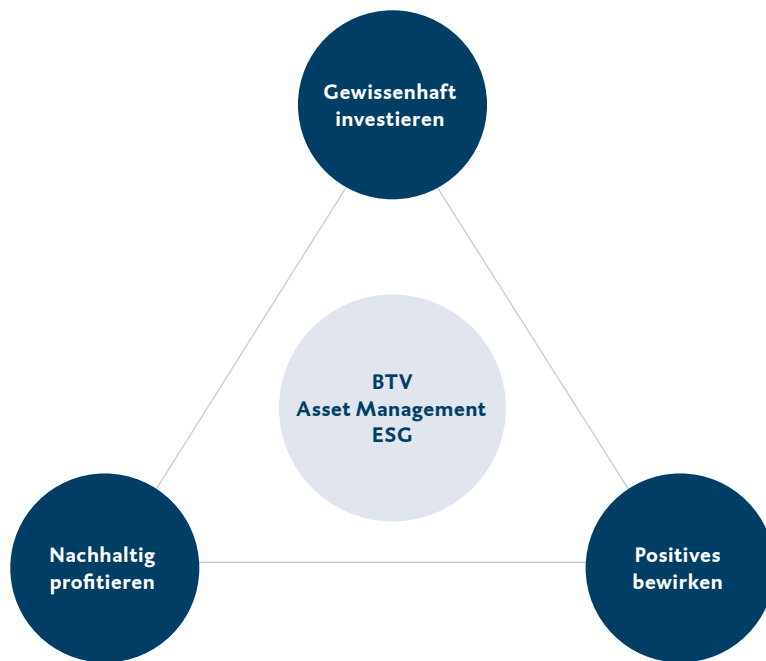 Gewissenhaft
investieren
BTV
Asset Management
ESG
Nachhaltig
profitieren
Positives
bewirken